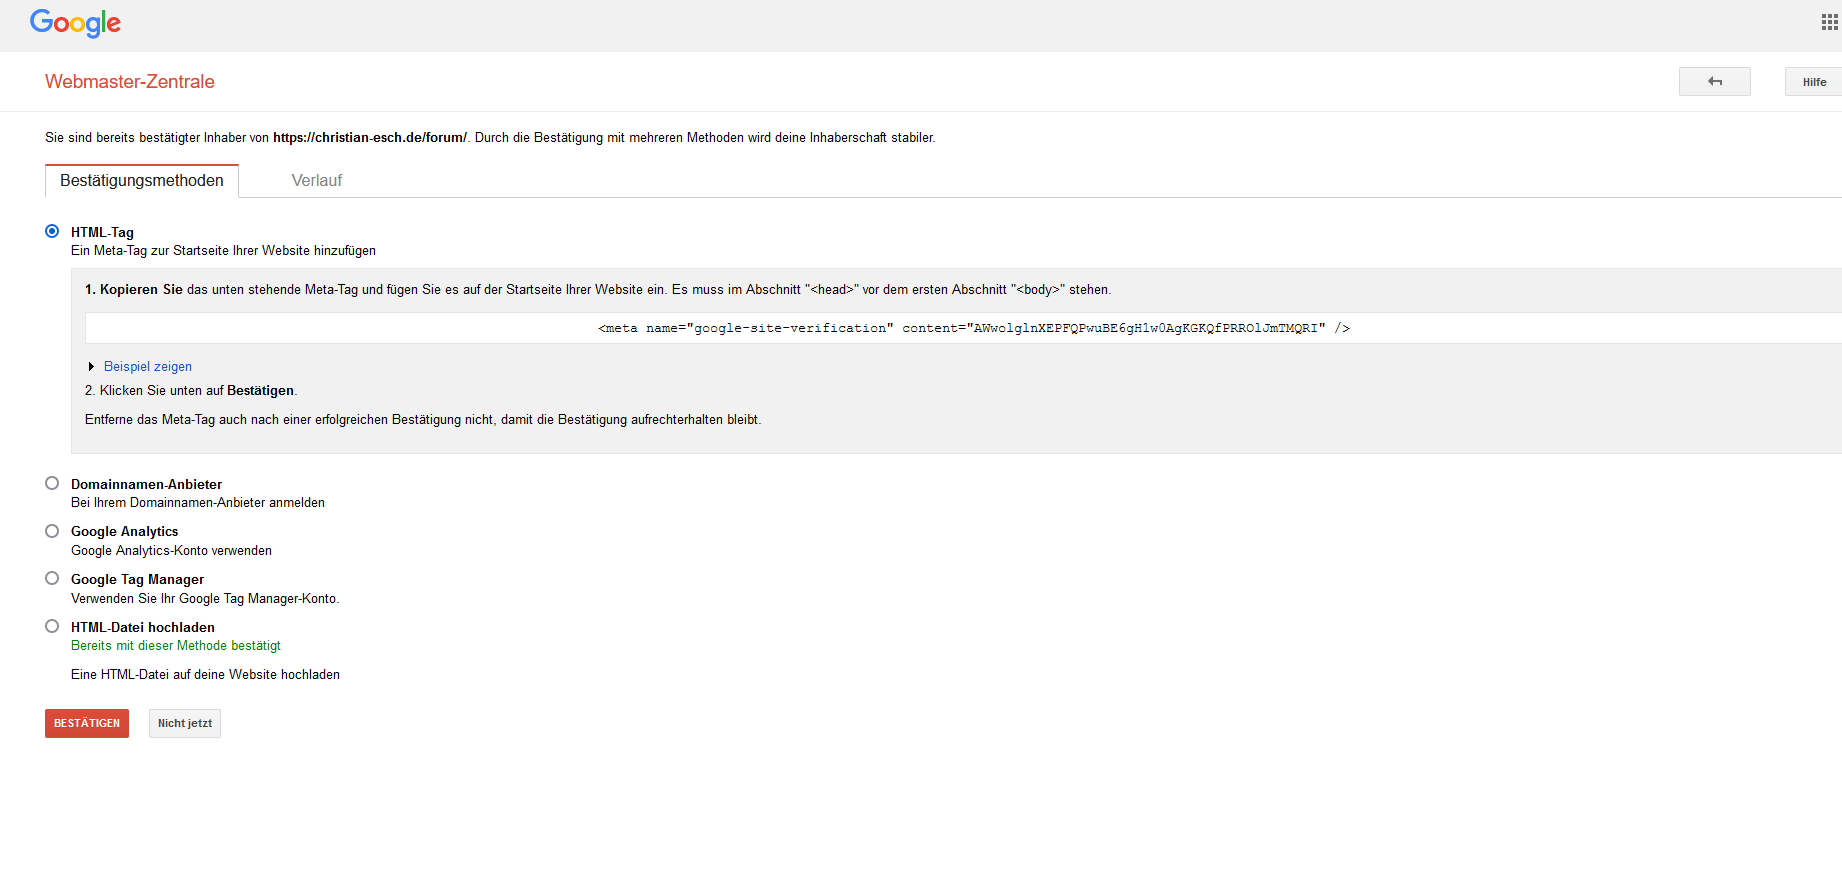 Google
Webmaster-Zentrale
Hilfe
Sie sind bereits bestätigter Inhaber von https://christian-esch.de/forum/. Durch die Bestätigung mit mehreren Methoden wird deine Inhaberschaft stabiler.
Bestätigungsmethoden
Verlauf
HTML-Tag
Ein Meta-Tag zur Startseite Ihrer Website hinzufügen
1. Kopieren Sie das unten stehende Meta-Tag und fügen Sie es auf der Startseite Ihrer Website ein. Es muss im Abschnitt "<head>" vor dem ersten Abschnitt "<body>" stehen.
<meta name="google-site-verification" content="AWwolglnXEPFQPwuBE6gH1w0AgKGKQfPRROlJmTMQRI" />
Beispiel zeigen
2. Klicken Sie unten auf Bestätigen.
Entferne das Meta-Tag auch nach einer erfolgreichen Bestätigung nicht, damit die Bestätigung aufrechterhalten bleibt.
Domainnamen-Anbieter
Bei Ihrem Domainnamen-Anbieter anmelden
Google Analytics
Google Analytics-Konto verwenden
Google Tag Manager
Verwenden Sie Ihr Google Tag Manager-Konto.
HTML-Datei hochladen
Bereits mit dieser Methode bestätigt
Eine HTML-Datei auf deine Website hochladen
BESTÄTIGEN
Nicht jetzt